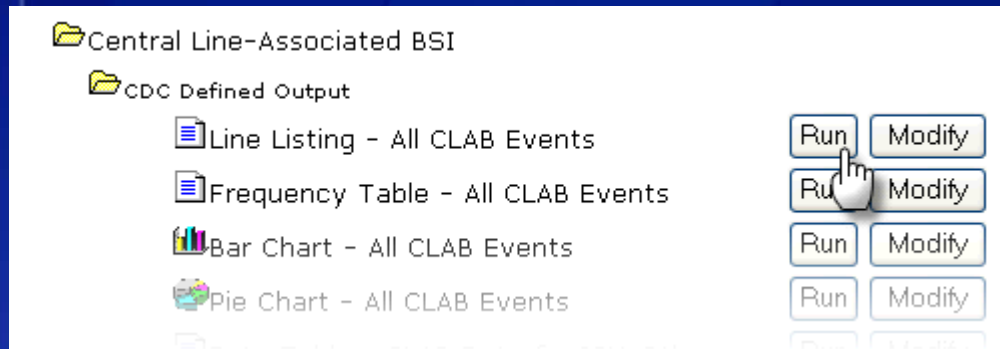 Central Line-Associated BSI
CDC Defined Output
Line Listing - All CLAB Events Run Modify
Frequency Table - All CLAB Events Modify
Bar Chart - All CLAB Events Run Modify
Pie Chart - All CLAB Events Run Modify